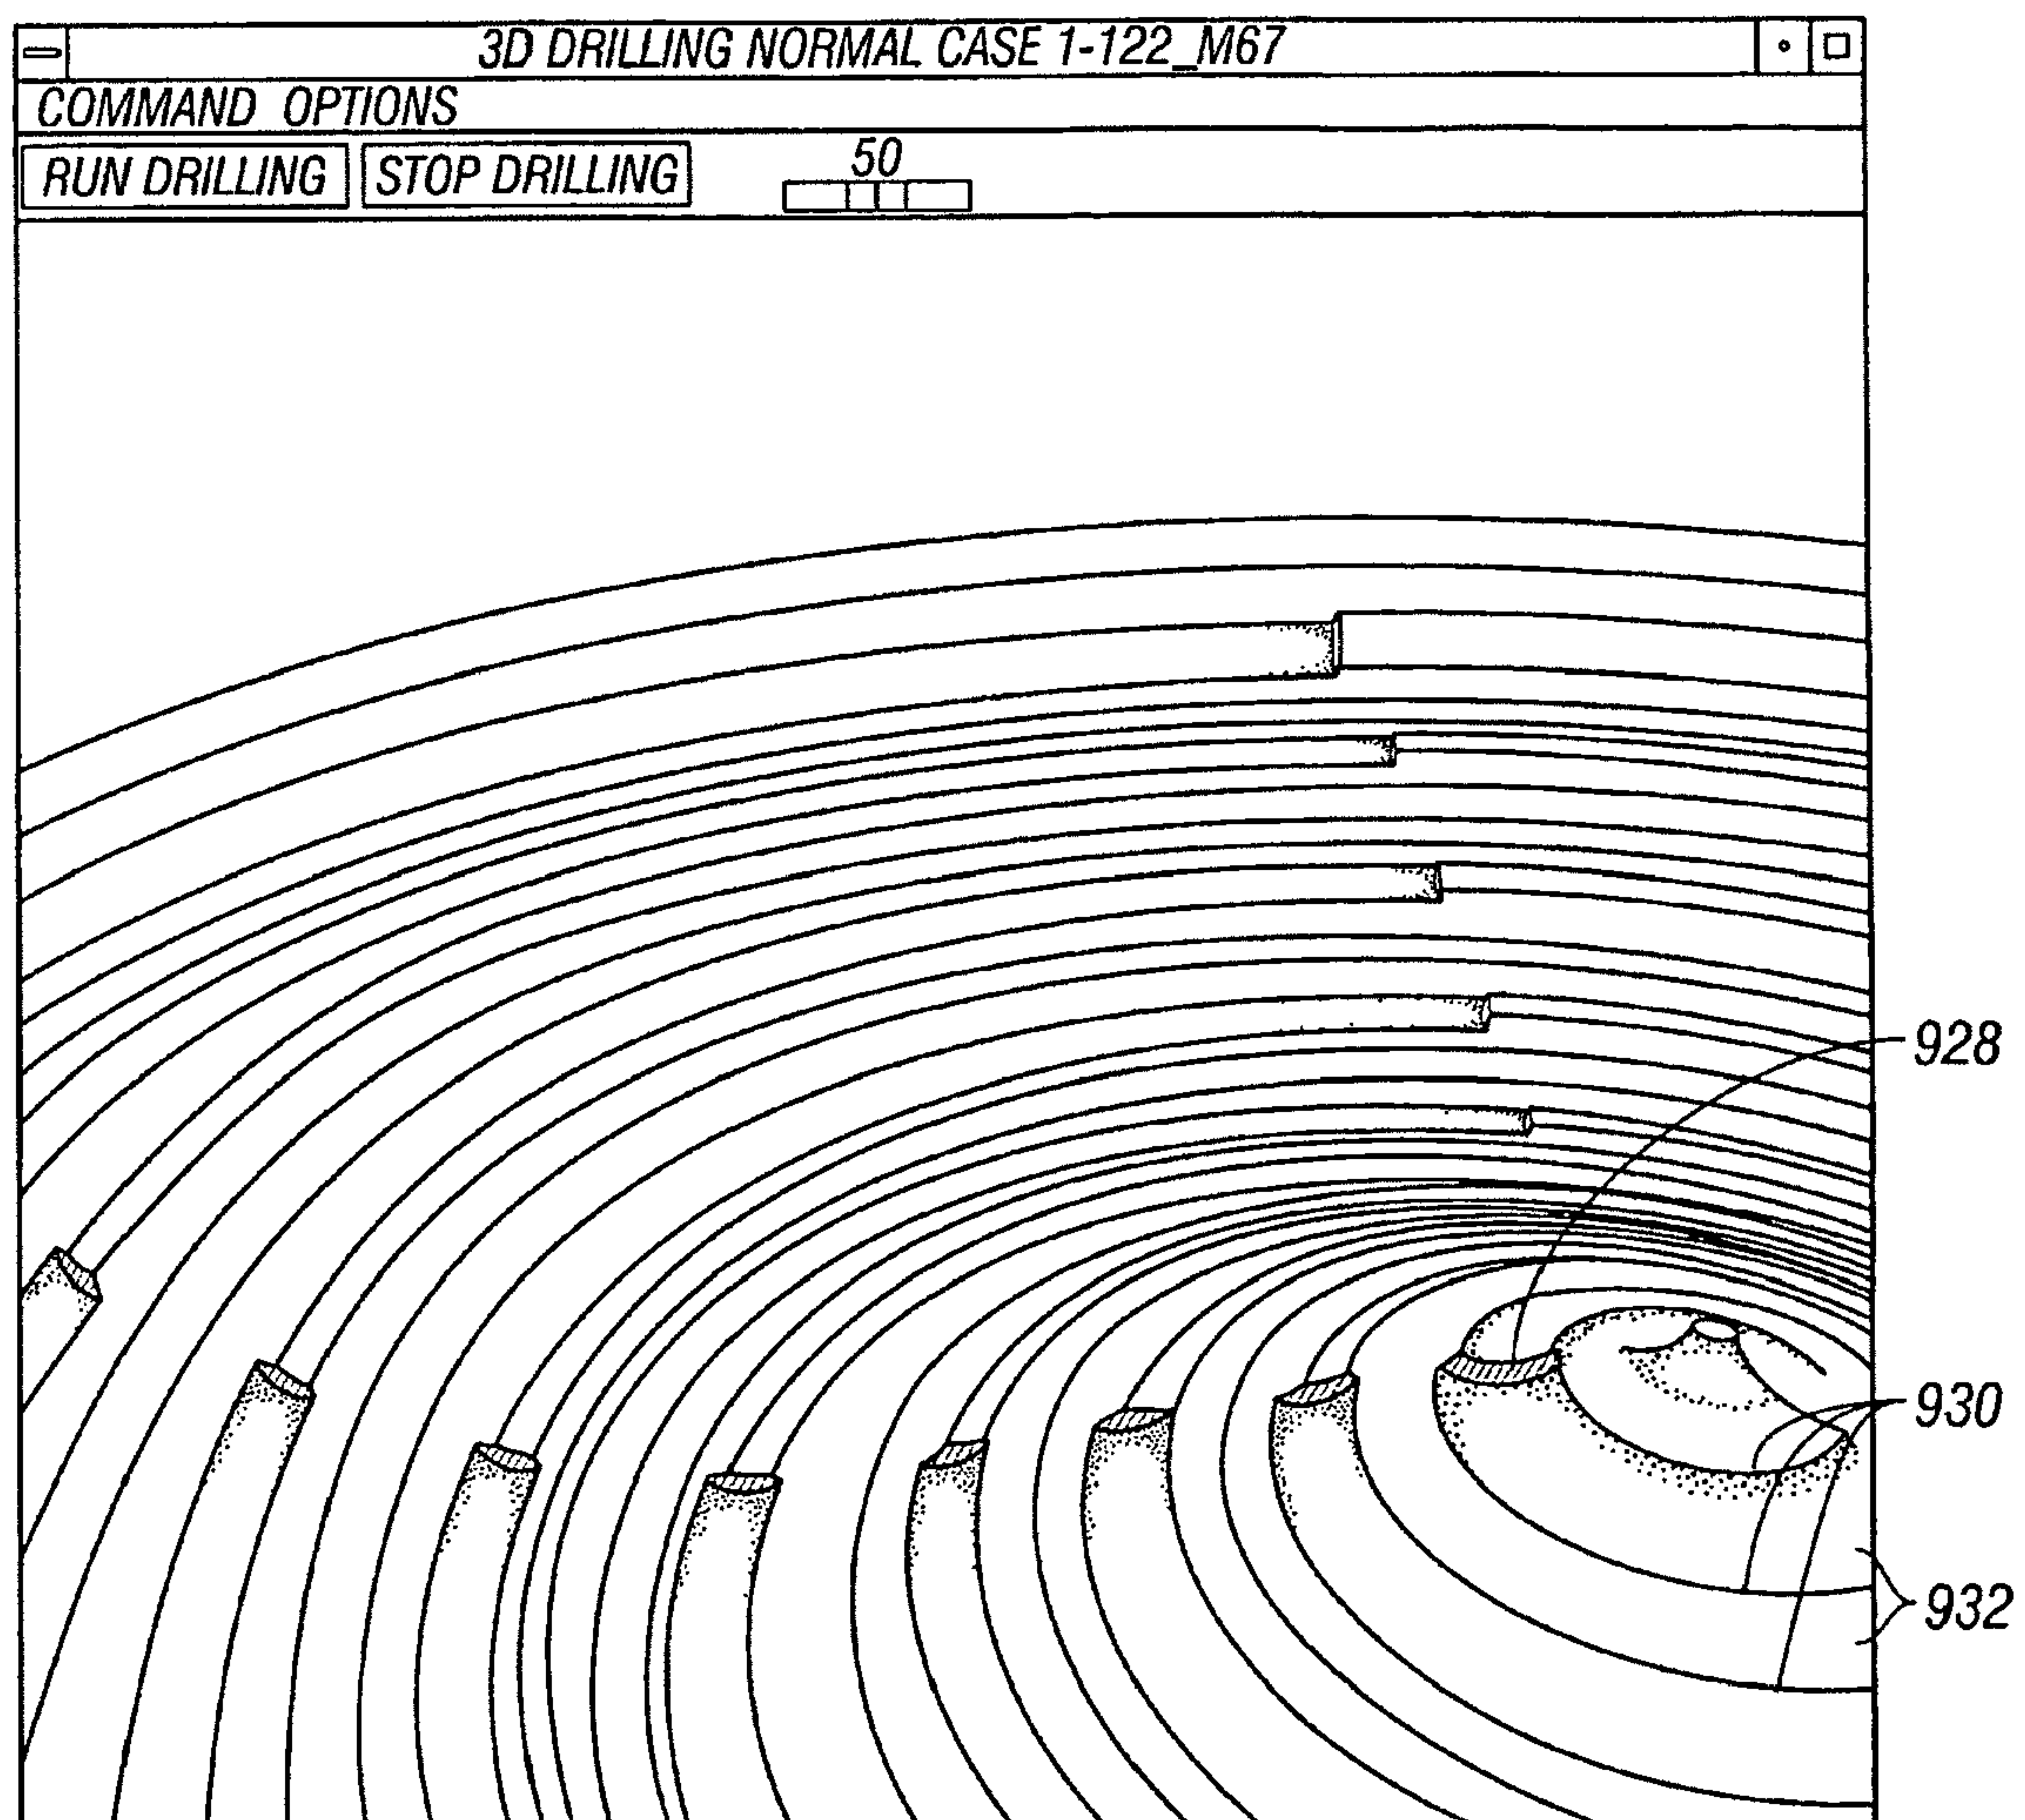 3D DRILLING NORMAL CASE 1-122_M67
COMMAND OPTIONS
50
RUN DRILLING STOP DRILLING
928
930
932